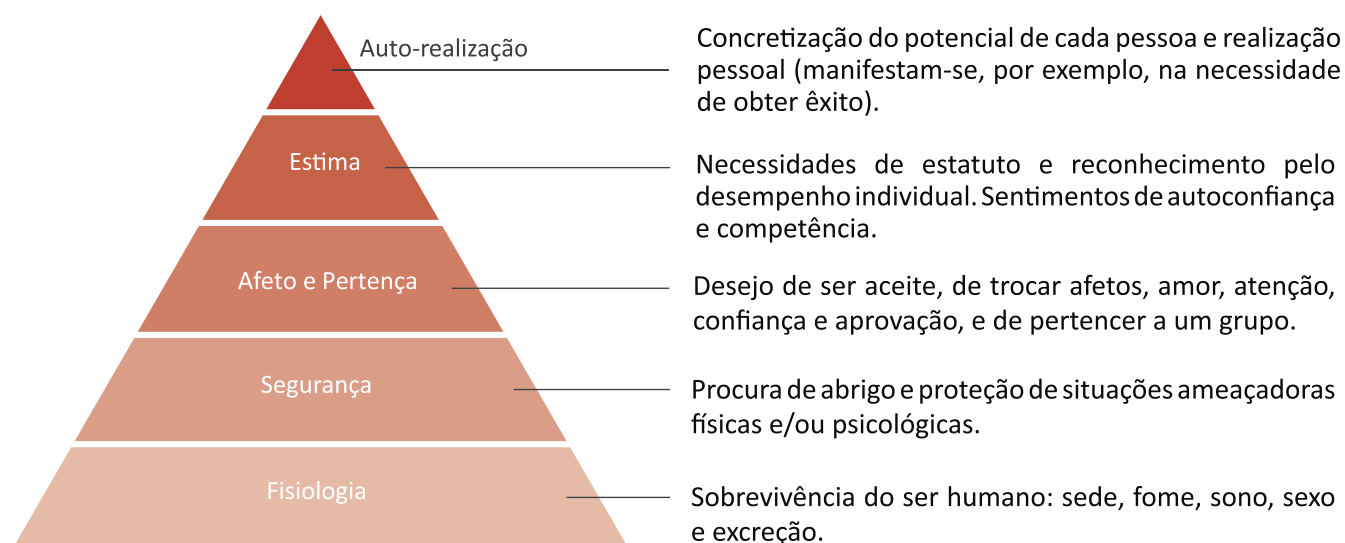 Auto-realização
Concretização do potencial de cada pessoa e realização
pessoal (manifestam-se, por exemplo, na necessidade
de obter êxito).
Estima
Necessidades de estatuto e reconhecimento pelo
desempenho individual. Sentimentos de autoconfiança
e competência.
Afeto e Pertença
Desejo de ser aceite, de trocar afetos, amor, atenção,
confiança e aprovação, e de pertencer a um grupo.
Segurança
Procura de abrigo e proteção de situações ameaçadoras
físicas e/ou psicológicas.
Fisiologia
Sobrevivência do ser humano: sede, fome, sono, sexo
e excreção.